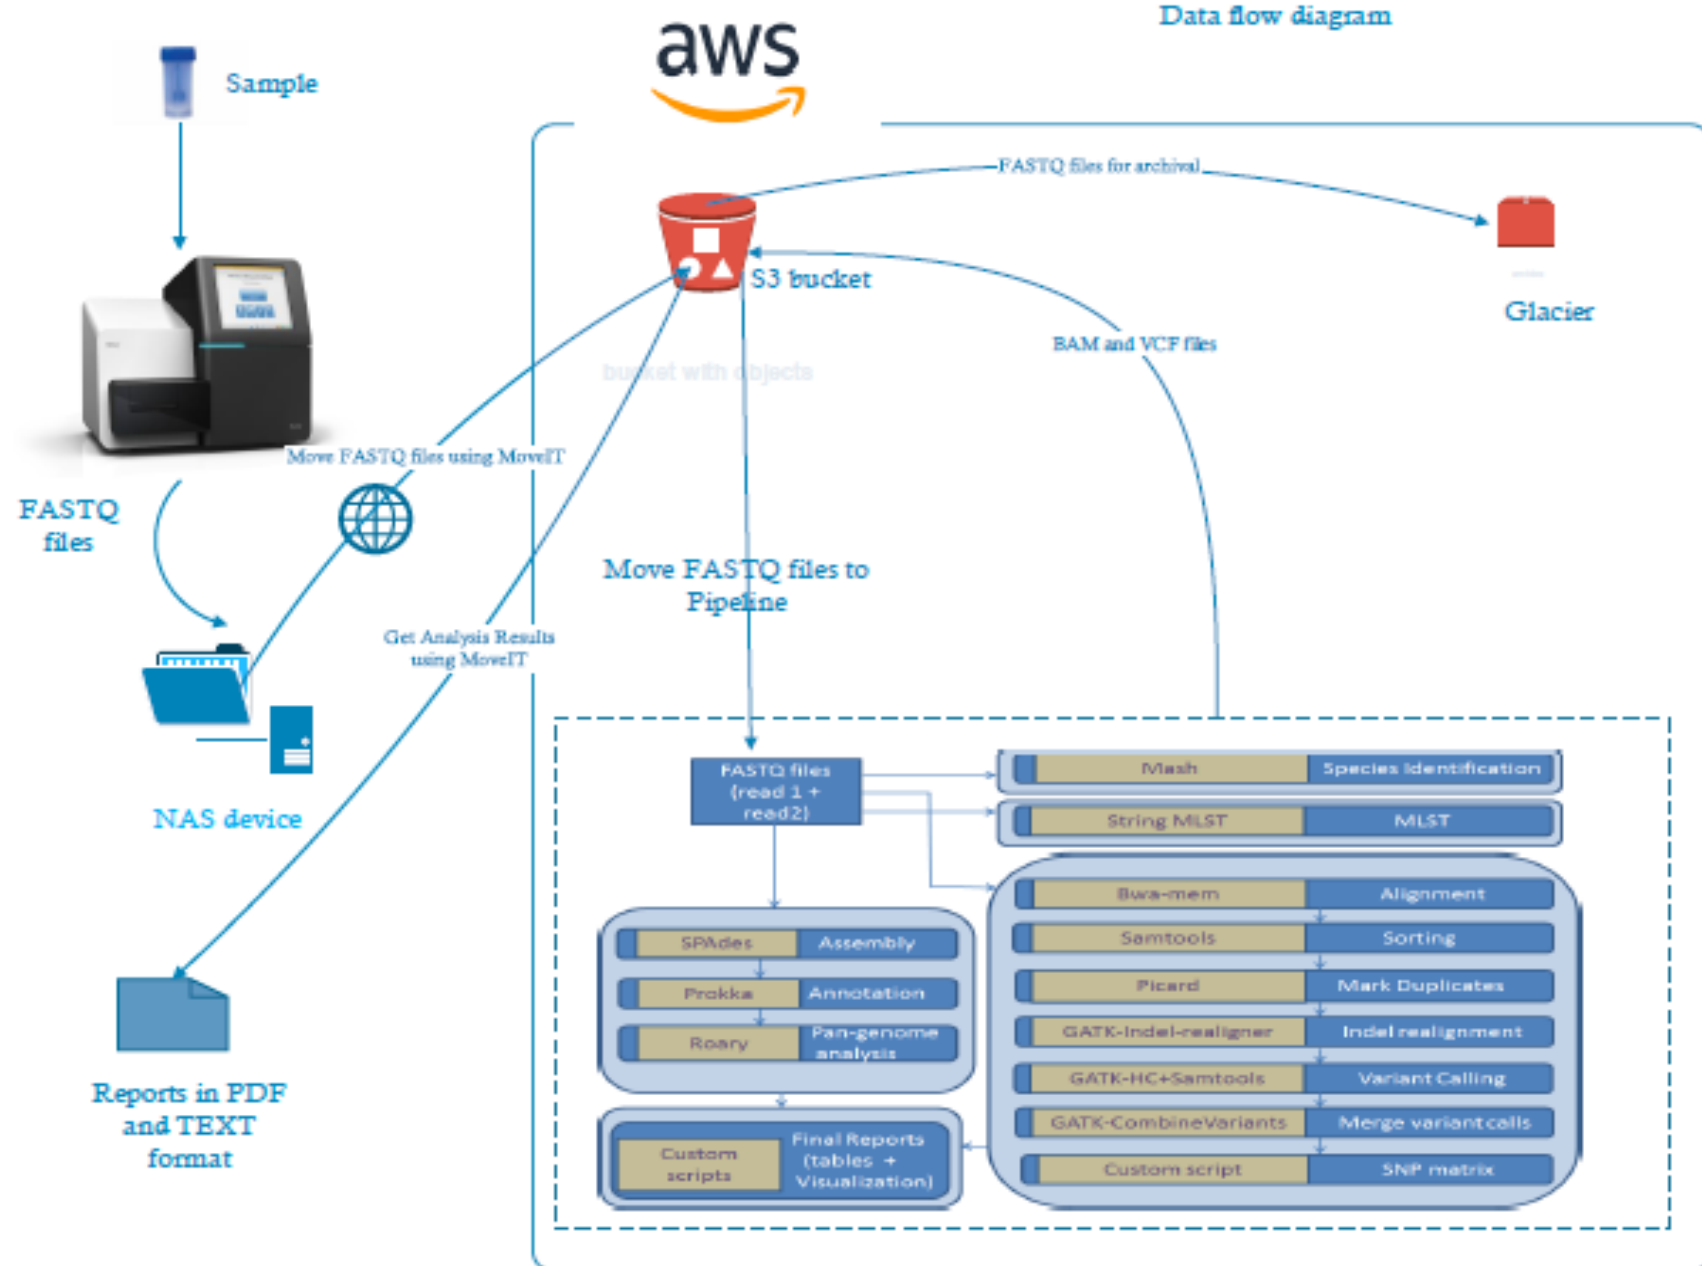 Data flow diagram
aws
Sample
FASTQ files for archival
S3 bucket
Glacier
BAM and VCF files
bucket with objects
Move FASTQ files using MoveIT
FASTQ
files
Move FASTQ files to
Pipeline
Get Analysis Results
using MoveIT
NAS device
Reports in PDF
and TEXT
format
FASTQ files
(read 1 +
read2)
Mash
Species Identification
String MLST
MLST
Bwa-mem
Alignment
Samtools
Sorting
Picard
Mark Duplicates
GATK-Indel-realigner
Indel realignment
GATK-HC+Samtools
Variant Calling
GATK-CombineVariants
Merge variant calls
Custom script
SNP matrix
SPAdes
Assembly
Prokka
Annotation
Roary
Pan-genome
analysis
Custom
scripts
Final Reports
(tables +
Visualization)